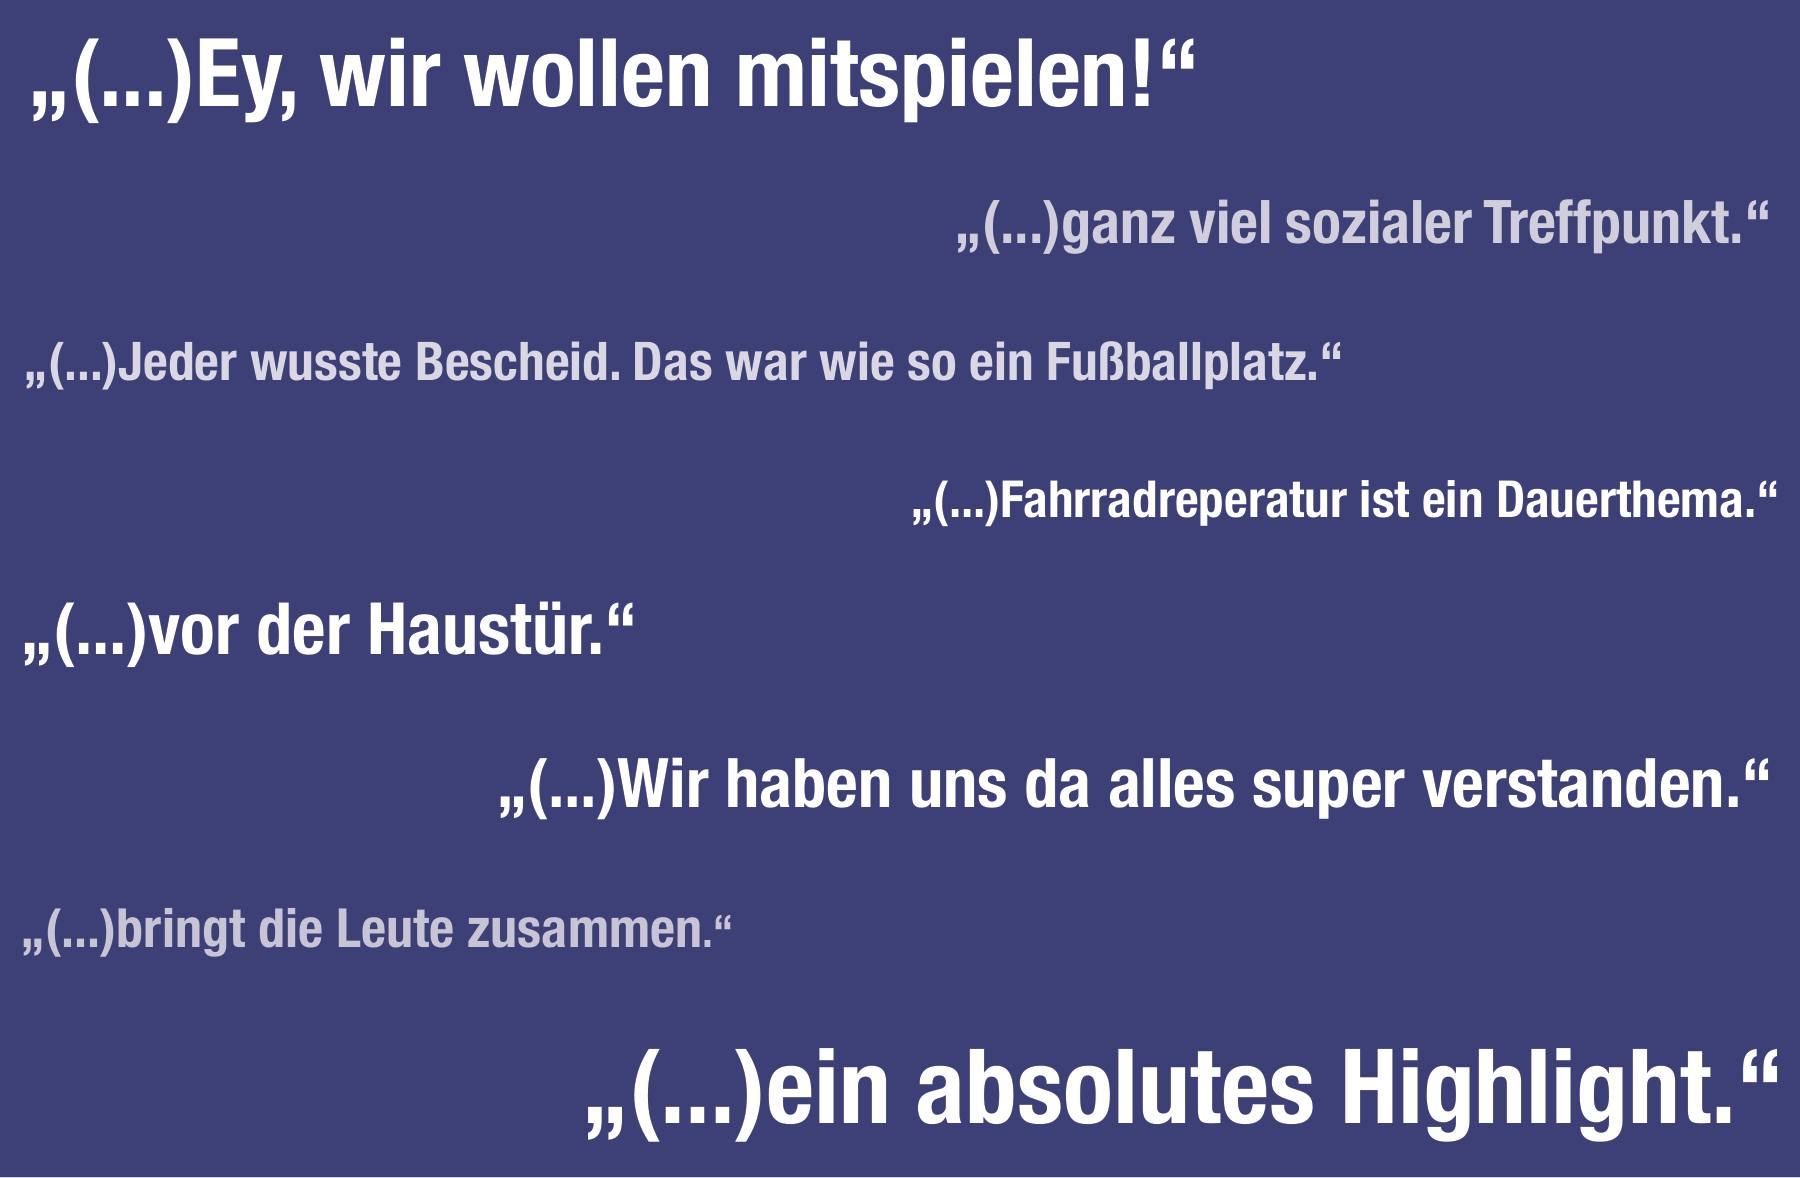 „(...)Ey, wir wollen mitspielen!“
„(...)ganz viel sozialer Treffpunkt.“
„(...)Jeder wusste Bescheid. Das war wie so ein Fußballplatz.“
„(...)Fahrradreperatur ist ein Dauerthema.“
„(...)vor der Haustür.“
„(...)Wir haben uns da alles super verstanden.“
„(...)bringt die Leute zusammen.“
„(...)ein absolutes Highlight.“